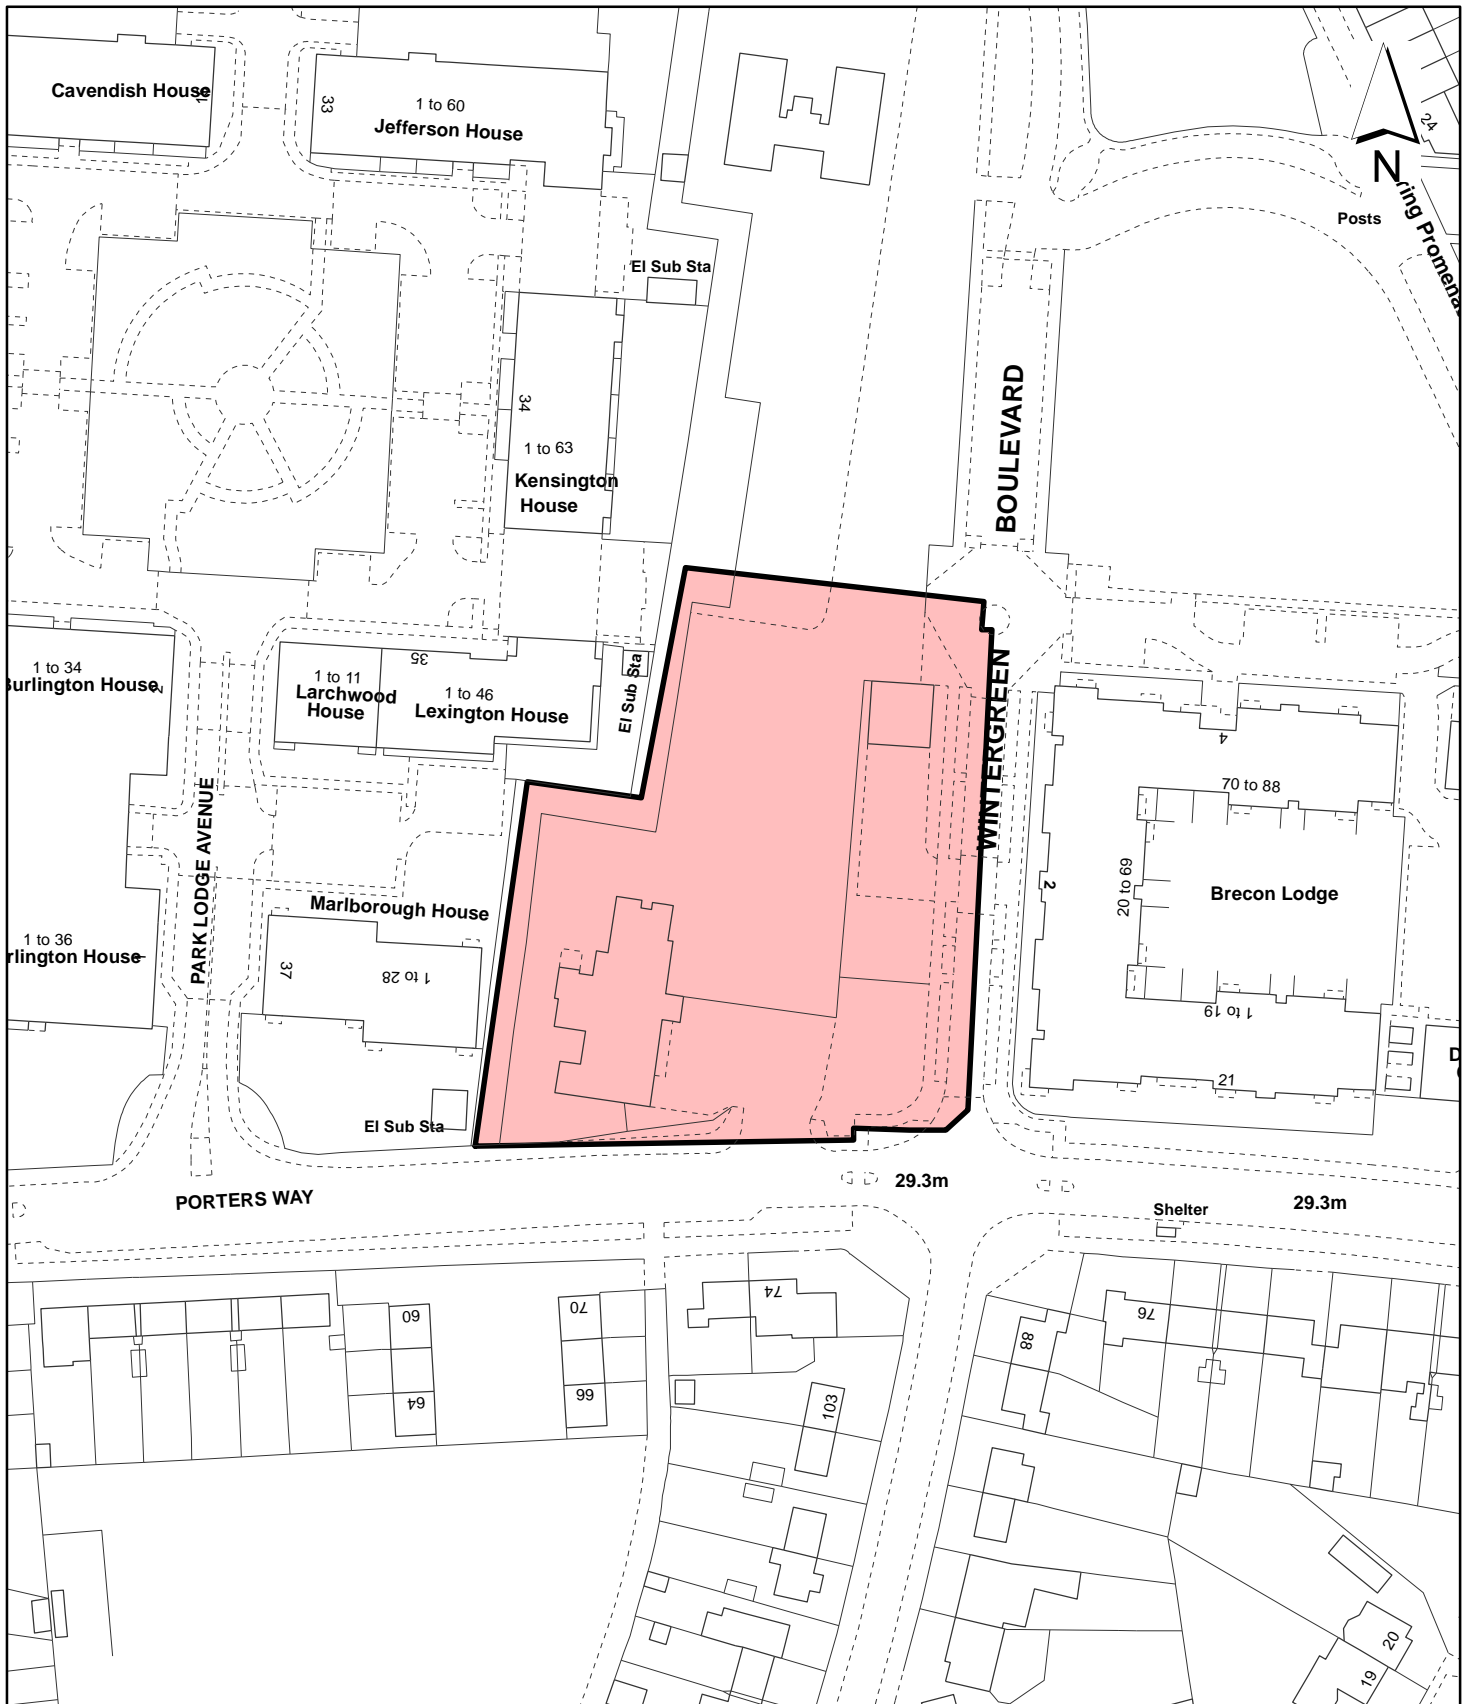 Cavendish House
33
1 to 60
Jefferson House
24
N
Posts
El Sub Sta
BOULEVARD
34
1 to 63
Kensington
House
1 to 34
Burlington House
2
1 to 11
Larchwood
House
35
1 to 46
Lexington House
El Sub Sta
WINTERGREEN
4
70 to 88
20 to 69
2
Brecon Lodge
1 to 19
21
PARK LODGE AVENUE
Marlborough House
37
1 to 28
1 to 36
rlington House
El Sub Sta
D
PORTERS WAY
29.3m
Shelter
29.3m
60
64
70
66
74
103
88
76
20
19